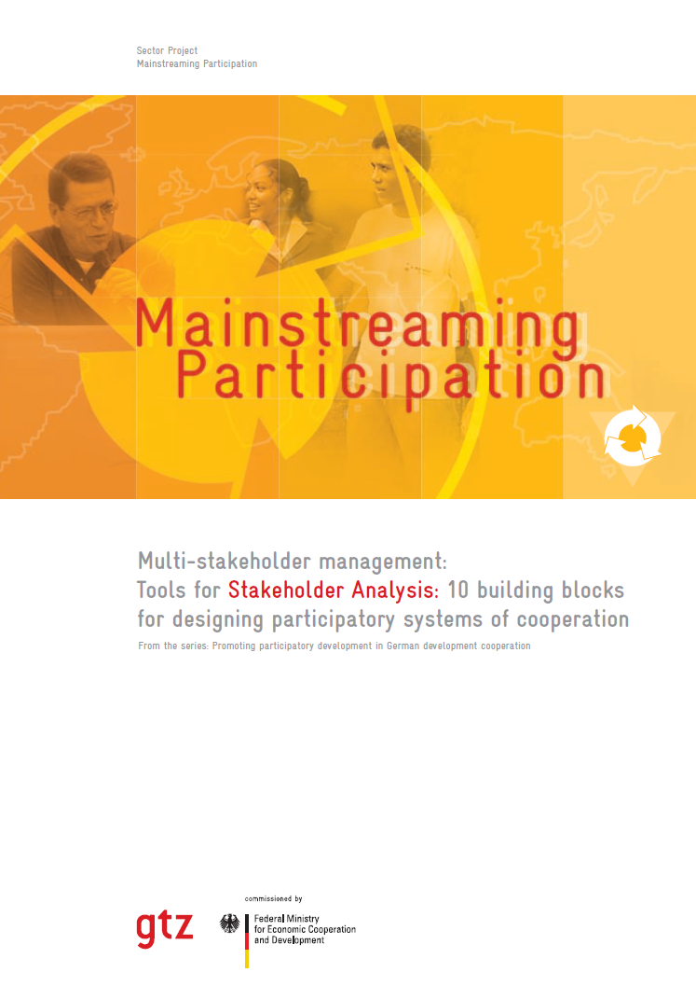 Sector Project
Mainstreaming Participation
Mainstreaming
Participation
Multi-stakeholder management:
Tools for Stakeholder Analysis: 10 building blocks
for designing participatory systems of cooperation
From the series: Promoting participatory development in German development cooperation
commissioned by
gtz
Federal Ministry
for Economic Cooperation
and Development